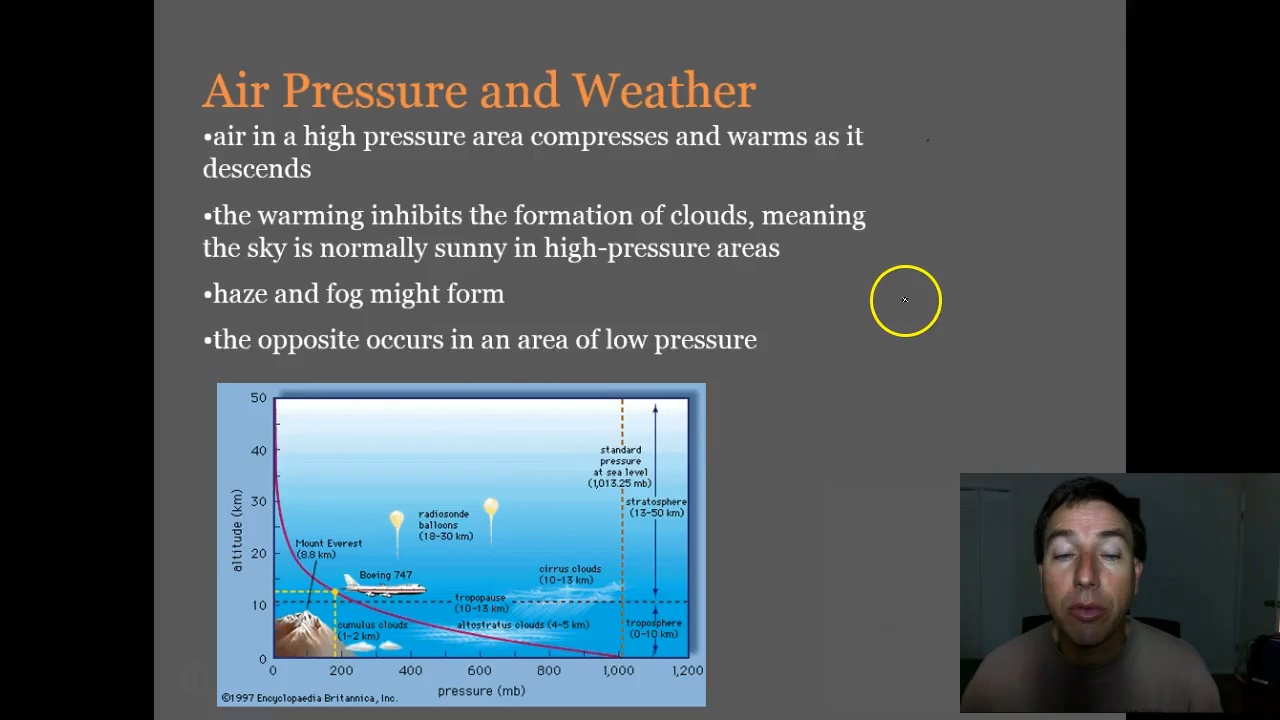 Air Pressure and Weather
•air in a high pressure area compresses and warms as it
descends
•the warming inhibits the formation of clouds, meaning
the sky is normally sunny in high-pressure areas
•haze and fog might form
•the opposite occurs in an area of low pressure
50
40
30
20
10
0
altitude (km)
standard
pressure
at sea level
(1,013.25 mb)
stratosphere
(13-50 km)
radiosonde
balloons
(18-30 km)
Mount Everest
(8.8 km)
Boeing 747
cirrus clouds
(10-13 km)
tropopause
(10-13 km)
cumulus clouds
(1-2 km)
altostratus clouds (4-5 km)
troposphere
(0-10 km)
0 200 400 600 800 1,000 1,200
pressure (mb)
©1997 Encyclopaedia Britannica, Inc.